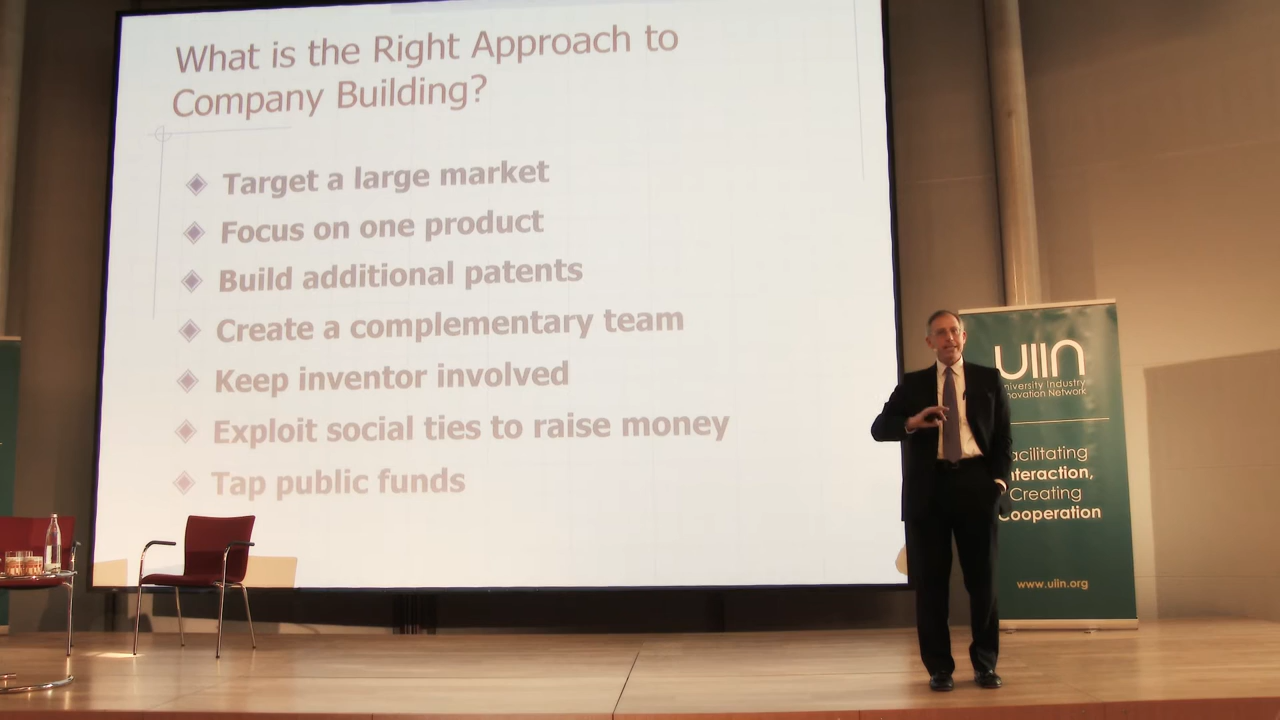 What is the Right Approach to
Company Building?
Target a large market
Focus on one product
Build additional patents
Create a complementary team
Keep inventor involved
Exploit social ties to raise money
Tap public funds
UIIN
niversity Industry
novation Network
acilitating
nteraction,
Creating
Cooperation
www.uiin.org